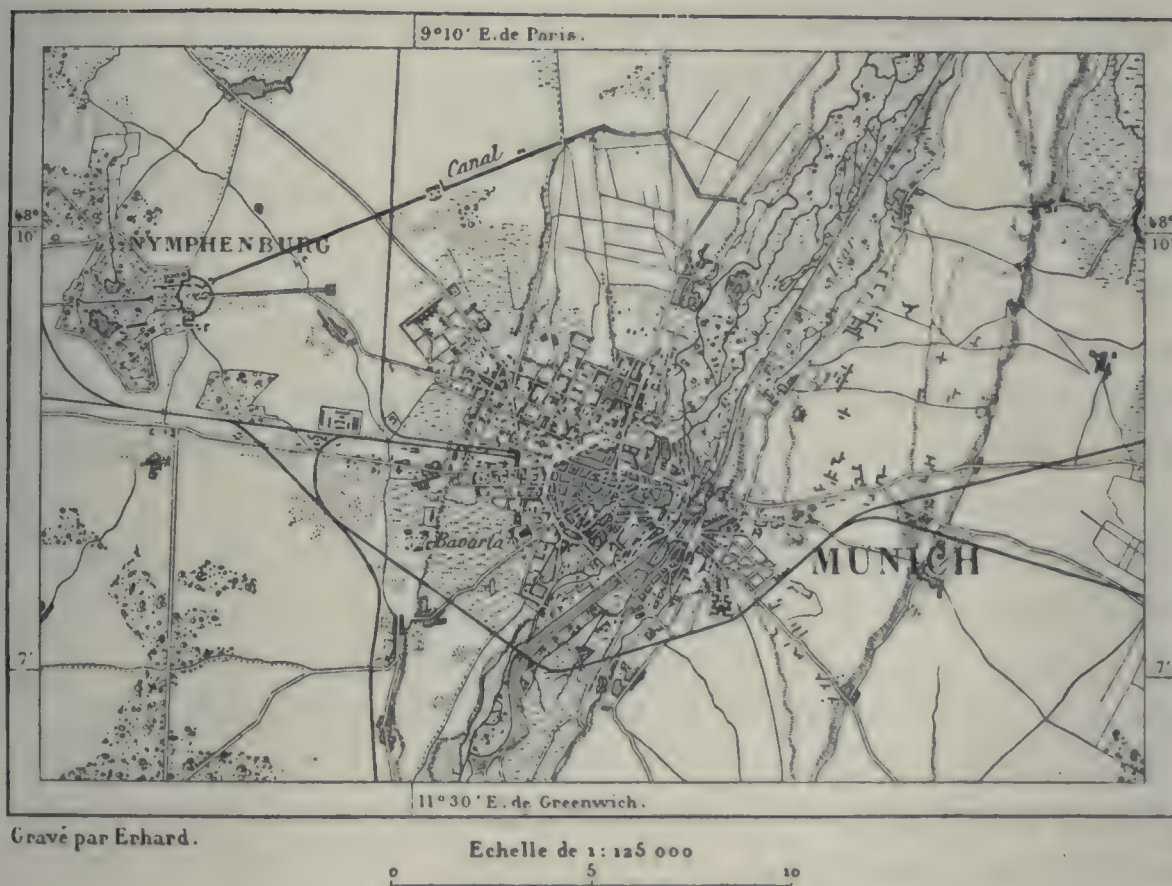 9°10' E. de Paris.
Canal
48°
10'
48°
10'
NYMPHENBURG
Isar
Bavaria
MUNICH
7'
7'
11°30' E. de Greenwich.
Gravé par Erhard.
Echelle de 1: 125 000
0 5 10